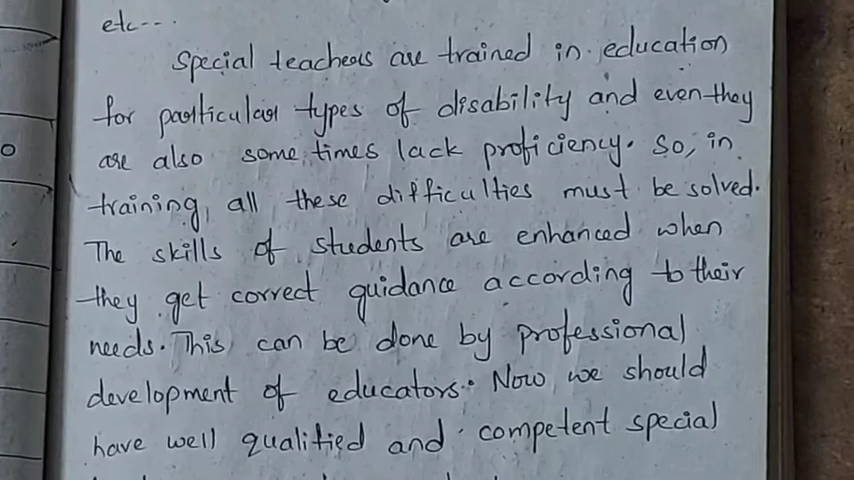 etc---.
Special teachers are trained in education
for particular types of disability and even they
are also some times lack proficiency. So, in
training, all these difficulties must be solved.
The skills of students are enhanced when
they get correct guidance according to their
needs. This can be done by professional
development of educators. Now we should
have well qualified and competent special